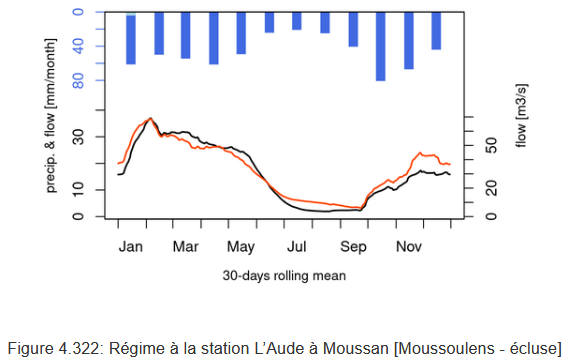 0
40
80
precip. & flow [mm/month]
30
10
0
flow [m3/s]
50
20
0
Jan Mar May Jul Sep Nov
30-days rolling mean
Figure 4.322: Régime à la station L'Aude à Moussan [Moussoulens - écluse]